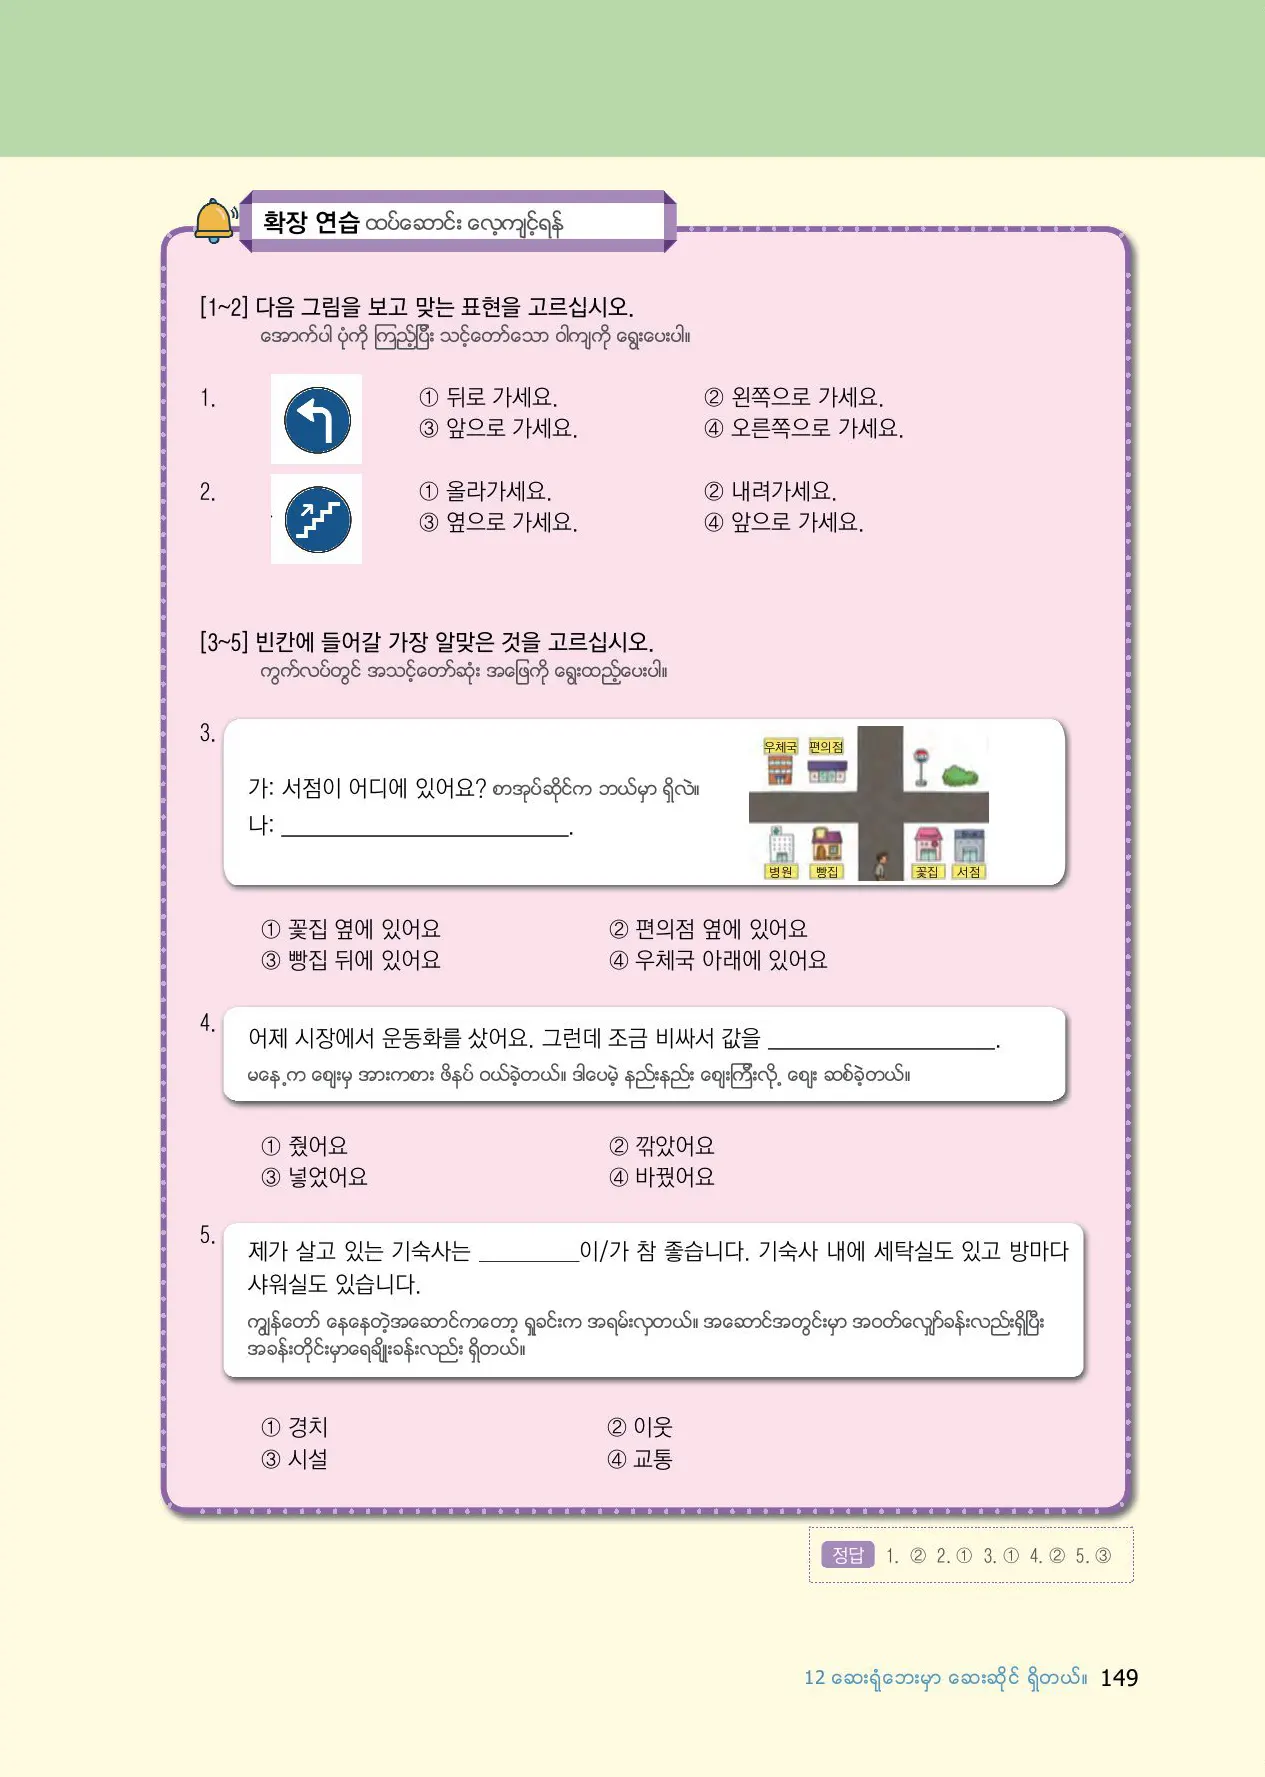 확장 연습 ထပ်ဆောင်း လေ့ကျင့်ရန်
[1~2] 다음 그림을 보고 맞는 표현을 고르십시오.
အောက်ပါ ပုံကို ကြည့်ပြီး သင့်တော်သော ဝါကျကို ရွေးပေးပါ။
1.
① 뒤로 가세요. ② 왼쪽으로 가세요.
③ 앞으로 가세요. ④ 오른쪽으로 가세요.
2.
① 올라가세요. ② 내려가세요.
③ 옆으로 가세요. ④ 앞으로 가세요.
[3~5] 빈칸에 들어갈 가장 알맞은 것을 고르십시오.
ကွက်လပ်တွင် အသင့်တော်ဆုံး အဖြေကို ရွေးထည့်ပေးပါ။
3.
우체국 편의점
가: 서점이 어디에 있어요? စာအုပ်ဆိုင်က ဘယ်မှာ ရှိလဲ။
나: __________________________.
병원 빵집 꽃집 서점
① 꽃집 옆에 있어요 ② 편의점 옆에 있어요
③ 빵집 뒤에 있어요 ④ 우체국 아래에 있어요
4.
어제 시장에서 운동화를 샀어요. 그런데 조금 비싸서 값을 ____________________.
မနေ့က ဈေးမှ အားကစား ဖိနပ် ဝယ်ခဲ့တယ်။ ဒါပေမဲ့ နည်းနည်း ဈေးကြီးလို့ ဈေး ဆစ်ခဲ့တယ်။
① 줬어요 ② 깎았어요
③ 넣었어요 ④ 바꿨어요
5.
제가 살고 있는 기숙사는 _________이/가 참 좋습니다. 기숙사 내에 세탁실도 있고 방마다
샤워실도 있습니다.
ကျွန်တော် နေနေတဲ့အဆောင်ကတော့ ရှုခင်းက အရမ်းလှတယ်။ အဆောင်အတွင်းမှာ အဝတ်လျှော်ခန်းလည်းရှိပြီး
အခန်းတိုင်းမှာရေချိုးခန်းလည်း ရှိတယ်။
① 경치 ② 이웃
③ 시설 ④ 교통
정답 1. ② 2. ① 3. ① 4. ② 5. ③
12 ဆေးရုံဘေးမှာ ဆေးဆိုင် ရှိတယ်။ 149